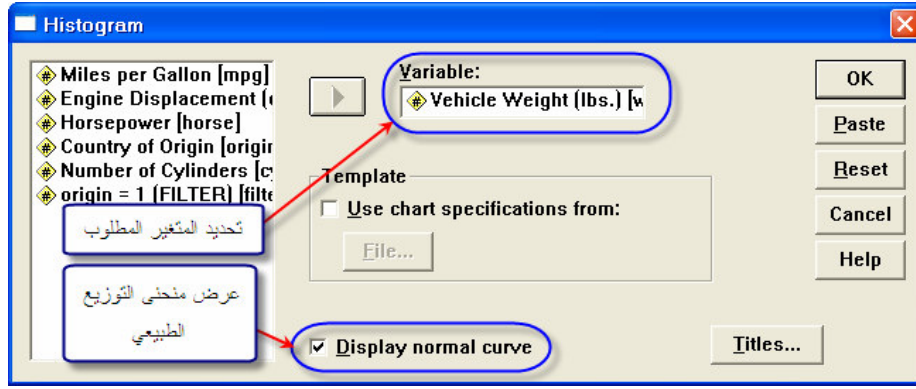 Histogram
Miles per Gallon [mpg]
Engine Displacement (
Horsepower [horse]
Country of Origin [origin
Number of Cylinders [c
origin = 1 (FILTER) [filte
تحديد المتغير المطلوب
عرض منحنى التوزيع
الطبيعي
Variable:
Vehicle Weight (lbs.) [w
Template
Use chart specifications from:
File...
Display normal curve
OK
Paste
Reset
Cancel
Help
Titles...